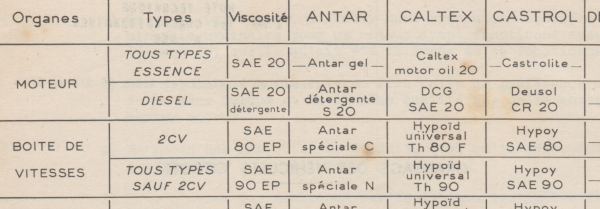 Organes Types Viscosité ANTAR CALTEX CASTROL
MOTEUR
TOUS TYPES
ESSENCE
SAE 20
Antar gel
Caltex
motor oil 20
Castrolite
DIESEL
SAE 20
détergente
Antar
détergente
S 20
DCG
SAE 20
Deusol
CR 20
BOITE DE
VITESSES
2CV
SAE
80 EP
Antar
spéciale C
Hypoïd
universal
Th 80 F
Hypoy
SAE 80
TOUS TYPES
SAUF 2CV
SAE
90 EP
Antar
spéciale N
Hypoïd
universal
Th 90
Hypoy
SAE 90
SAE
Antar
Hypoïd
Hypoy